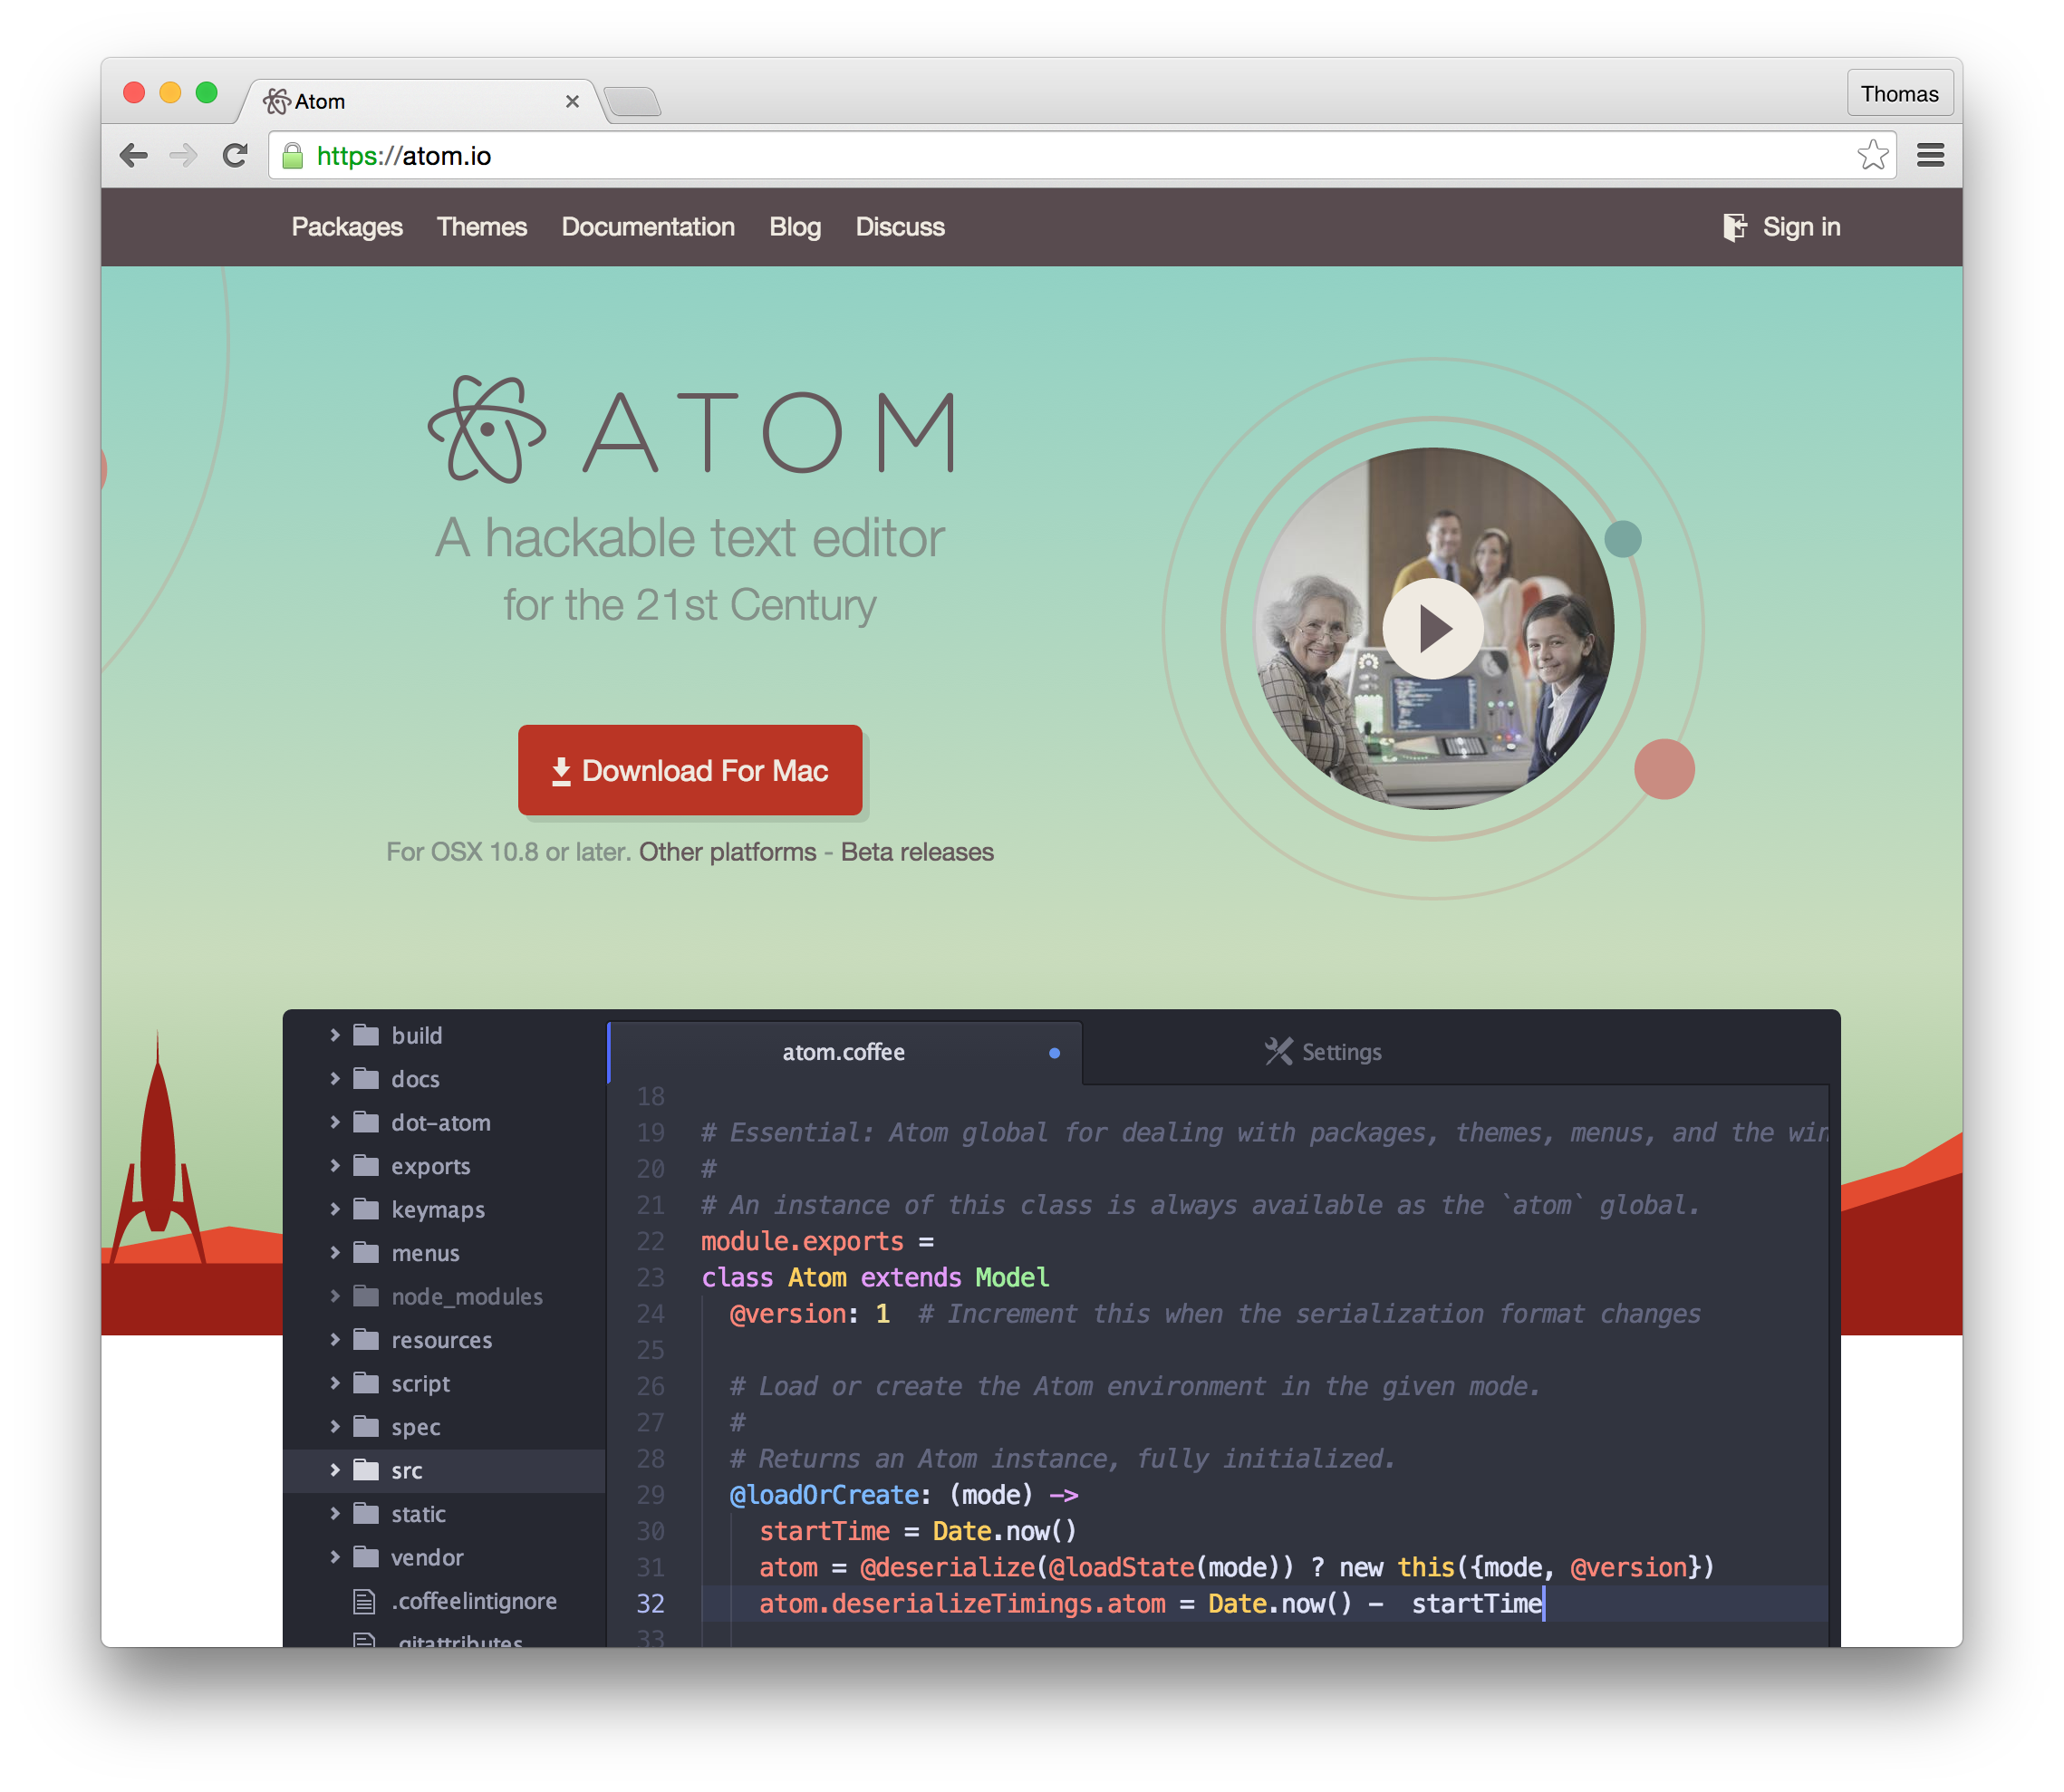 Atom
Thomas
https://atom.io
Packages Themes Documentation Blog Discuss Sign in
ATOM
A hackable text editor
for the 21st Century
Download For Mac
For OSX 10.8 or later. Other platforms - Beta releases
build
docs
dot-atom
exports
keymaps
menus
node_modules
resources
script
spec
src
static
vendor
.coffeelintignore
.gitattributes
atom.coffee Settings
18
19 # Essential: Atom global for dealing with packages, themes, menus, and the win
20 #
21 # An instance of this class is always available as the `atom` global.
22 module.exports =
23 class Atom extends Model
24 @version: 1 # Increment this when the serialization format changes
25
26 # Load or create the Atom environment in the given mode.
27 #
28 # Returns an Atom instance, fully initialized.
29 @loadOrCreate: (mode) ->
30 startTime = Date.now()
31 atom = @deserialize(@loadState(mode)) ? new this({mode, @version})
32 atom.deserializeTimings.atom = Date.now() -  startTime
33